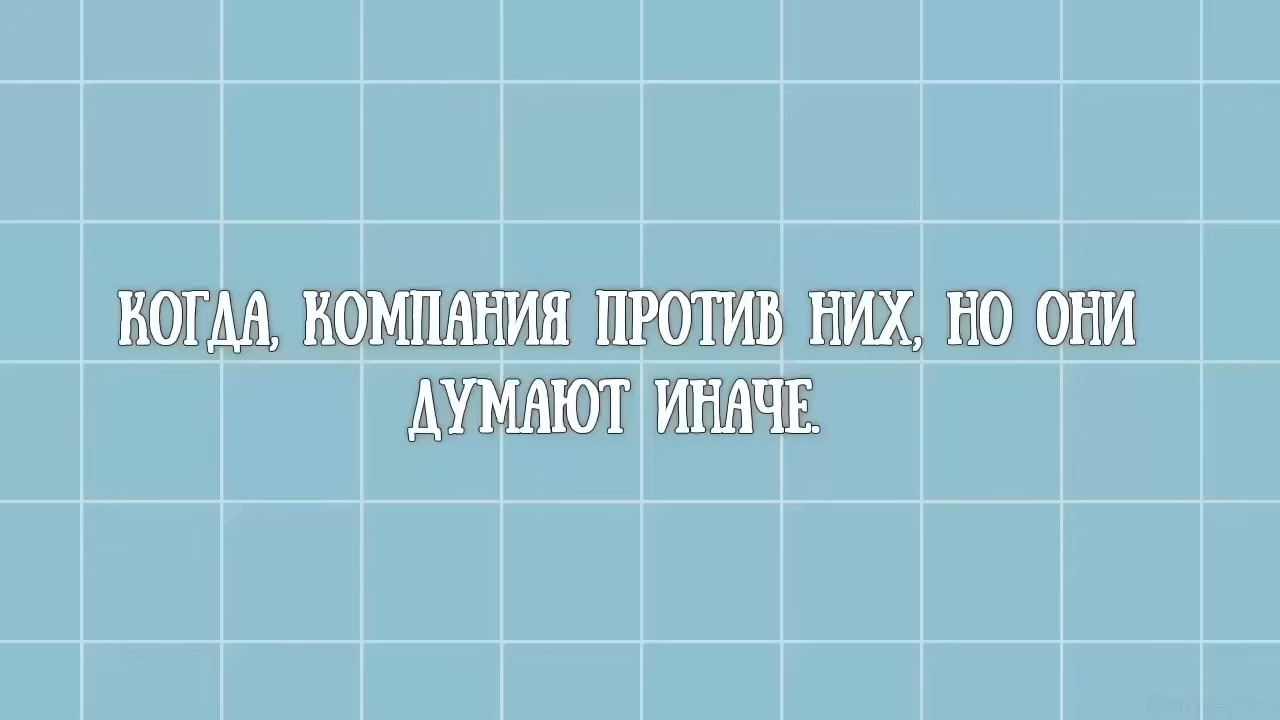 КОГДА, КОМПАНИЯ ПРОТИВ НИХ, НО ОНИ
ДУМАЮТ ИНАЧЕ.